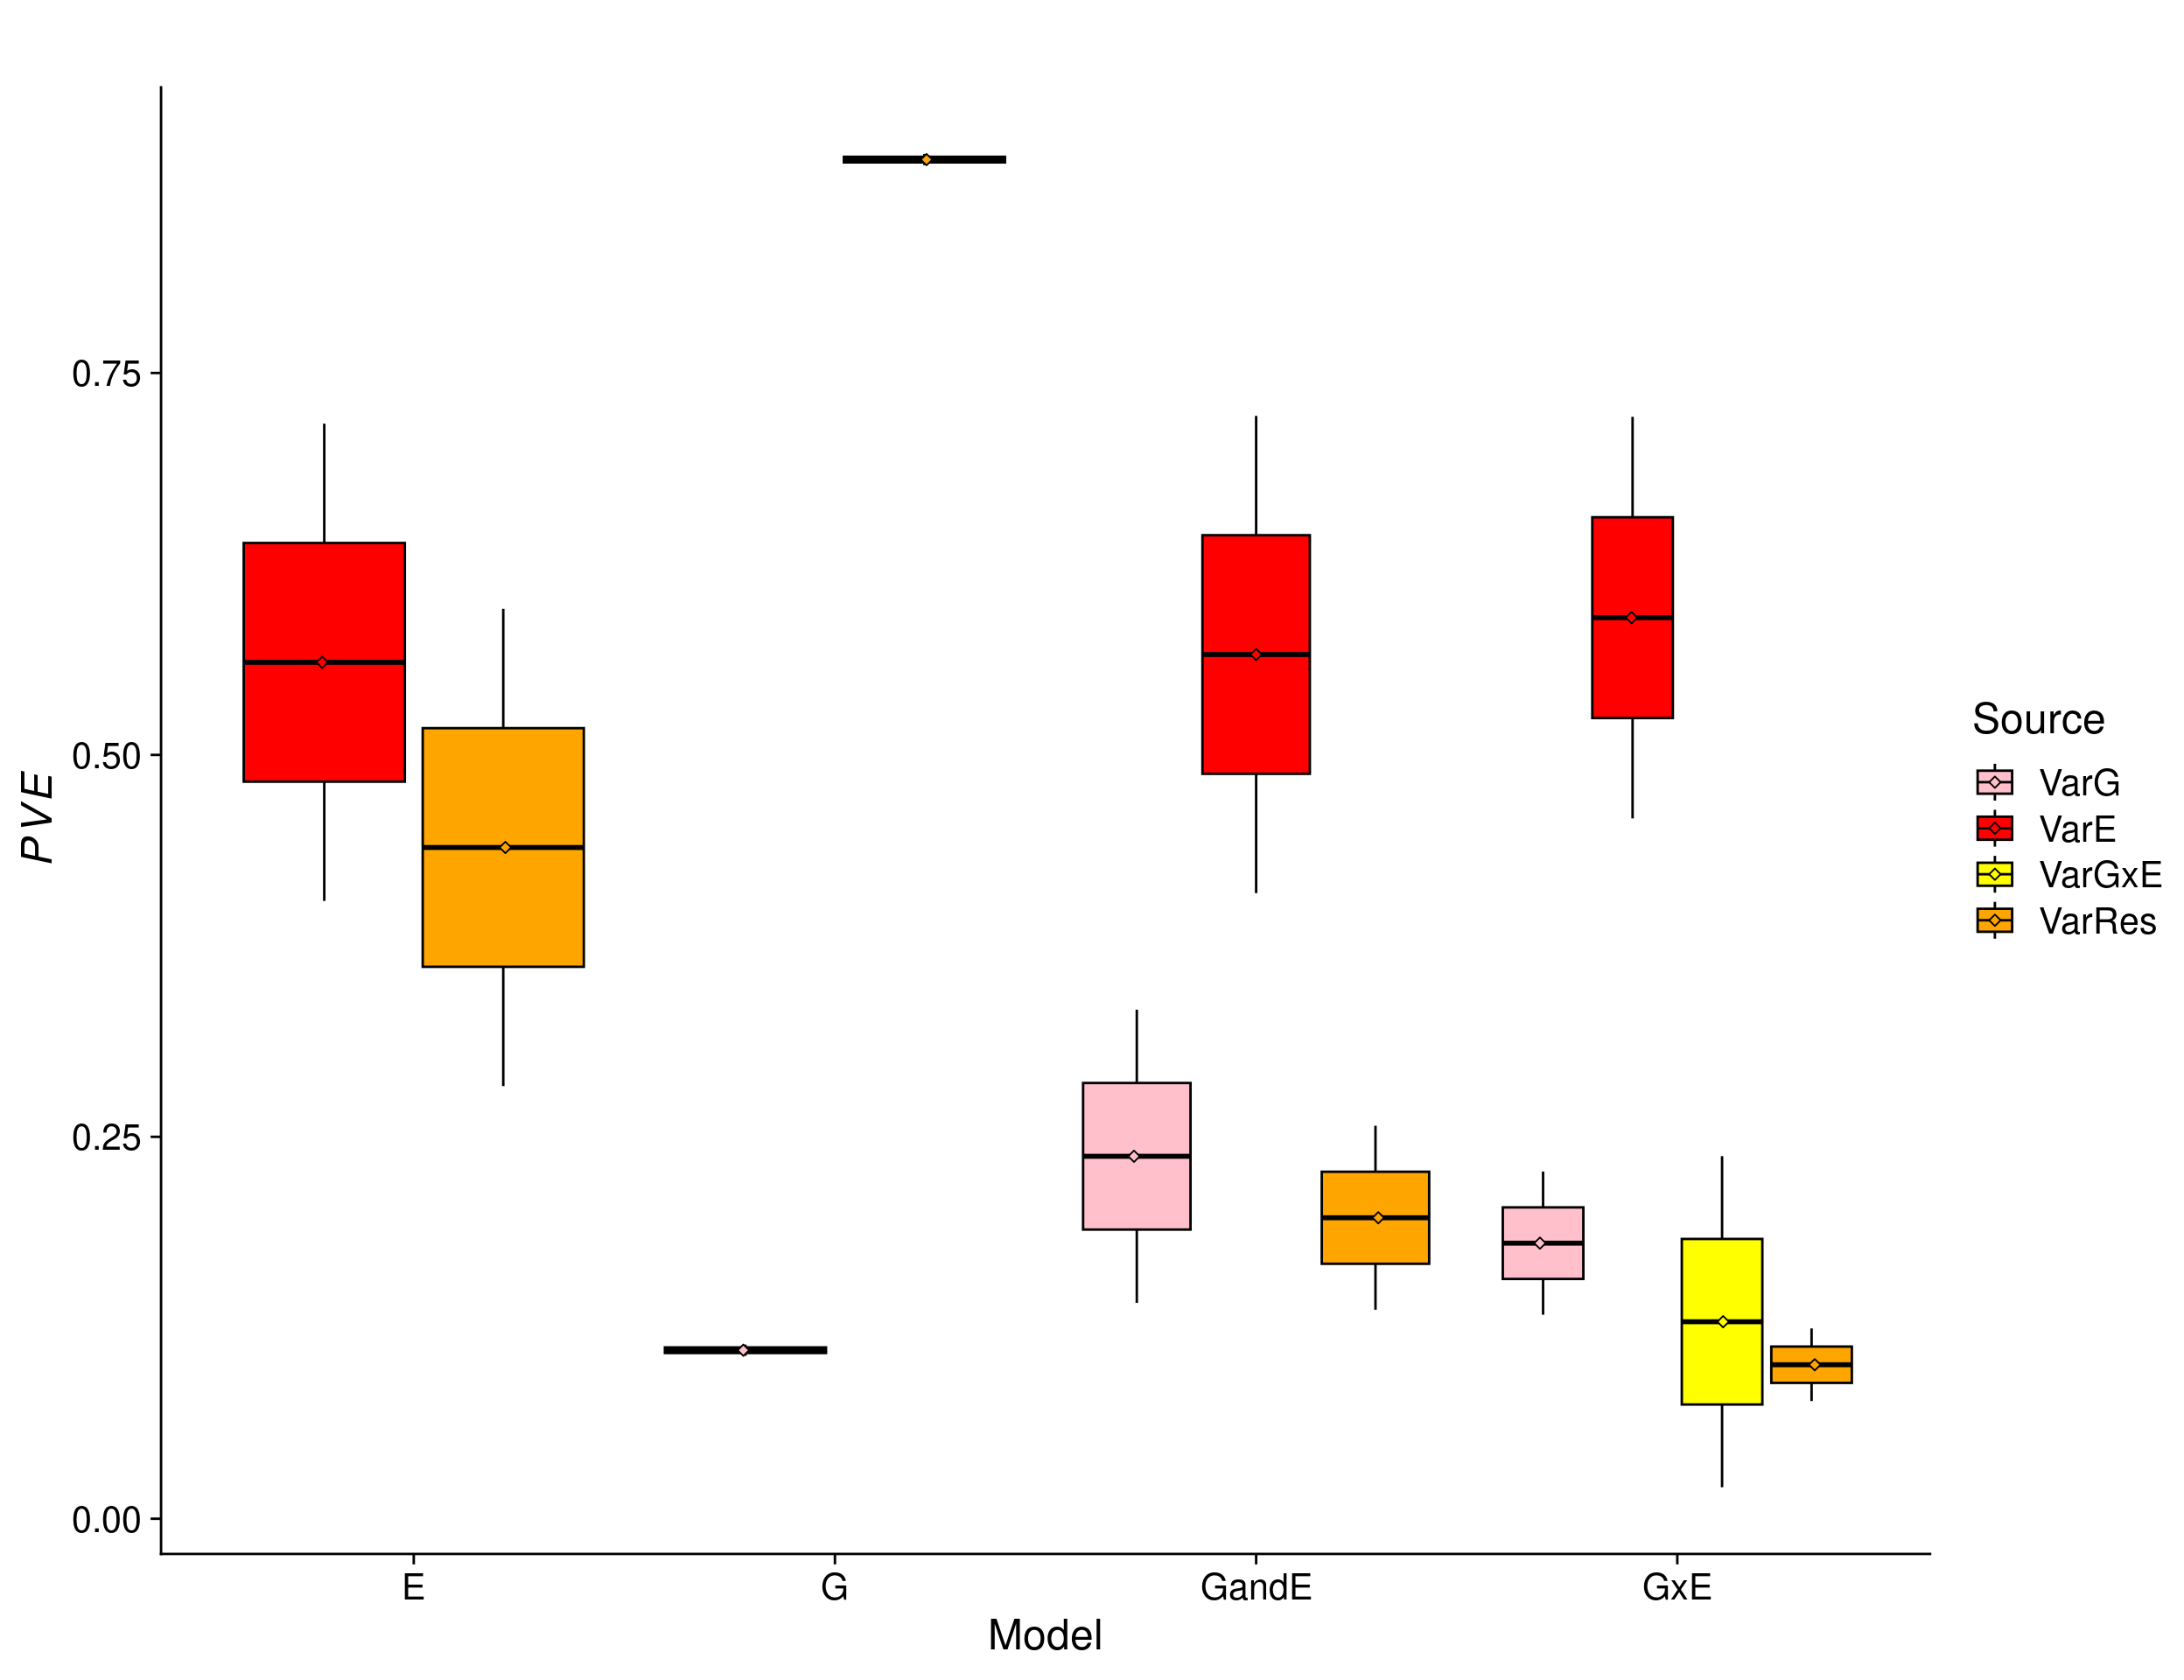 PVE
0.75
0.50
0.25
0.00
E
G
GandE
GxE
Model
Source
VarG
VarE
VarGxE
VarRes